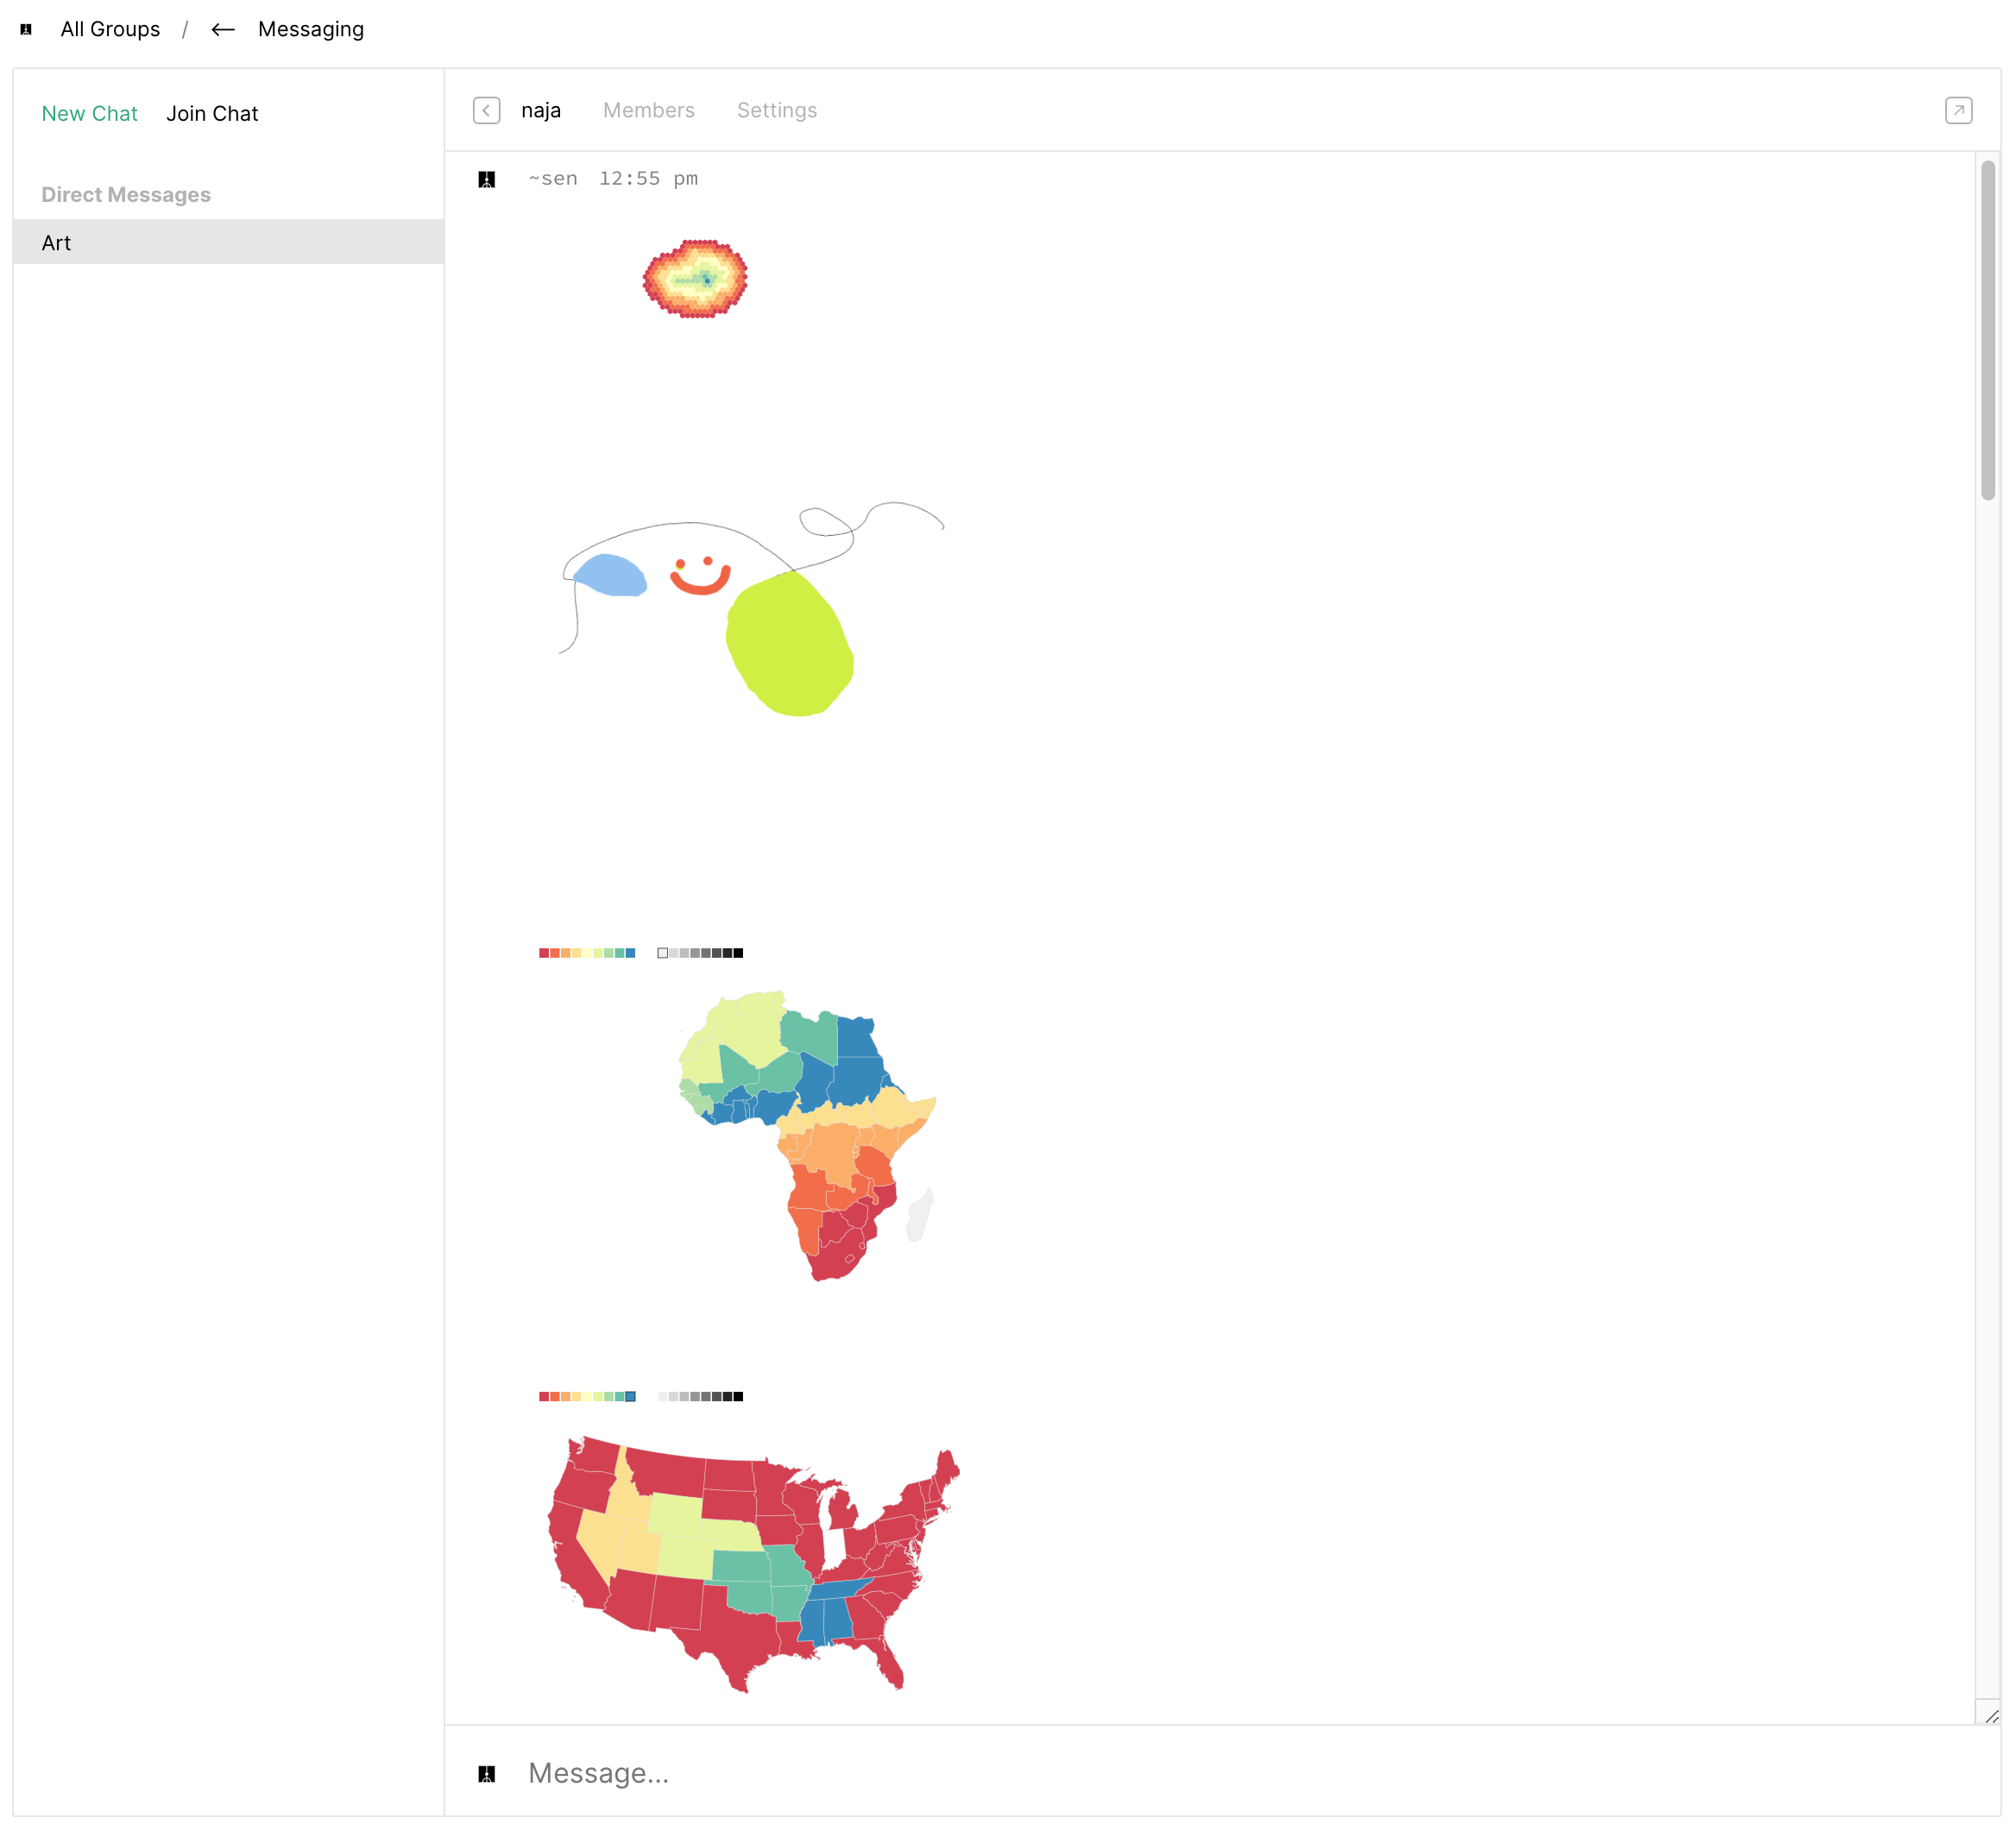 All Groups / ← Messaging
New Chat Join Chat
Direct Messages
Art
naja Members Settings
~sen 12:55 pm
Message...